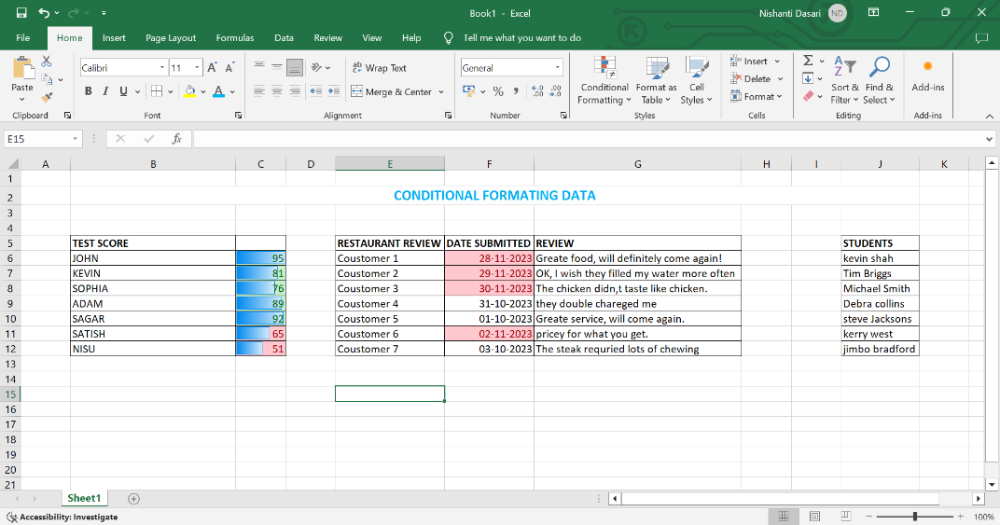 Book1 - Excel
Nishanti Dasari ND
File Home Insert Page Layout Formulas Data Review View Help Tell me what you want to do
Calibri 11 Wrap Text General Insert
Paste Delete
B I U Merge & Center % Conditional Formatting Format as Table Cell Styles Format Sort & Filter Find & Select Add-ins
Clipboard Font Alignment Number Styles Cells Editing Add-ins
E15 fx
A B C D E F G H I J K
1
2 CONDITIONAL FORMATING DATA
3
4
5 TEST SCORE RESTAURANT REVIEW DATE SUBMITTED REVIEW STUDENTS
6 JOHN 95 Coustomer 1 28-11-2023 Greate food, will definitely come again! kevin shah
7 KEVIN 81 Coustomer 2 29-11-2023 OK, I wish they filled my water more often Tim Briggs
8 SOPHIA 76 Coustomer 3 30-11-2023 The chicken didn,t taste like chicken. Michael Smith
9 ADAM 89 Coustomer 4 31-10-2023 they double chareged me Debra collins
10 SAGAR 92 Coustomer 5 01-10-2023 Greate service, will come again. steve Jacksons
11 SATISH 65 Coustomer 6 02-11-2023 pricey for what you get. kerry west
12 NISU 51 Coustomer 7 03-10-2023 The steak requried lots of chewing jimbo bradford
13
14
15
16
17
18
19
20
21
Sheet1
Accessibility: Investigate 100%